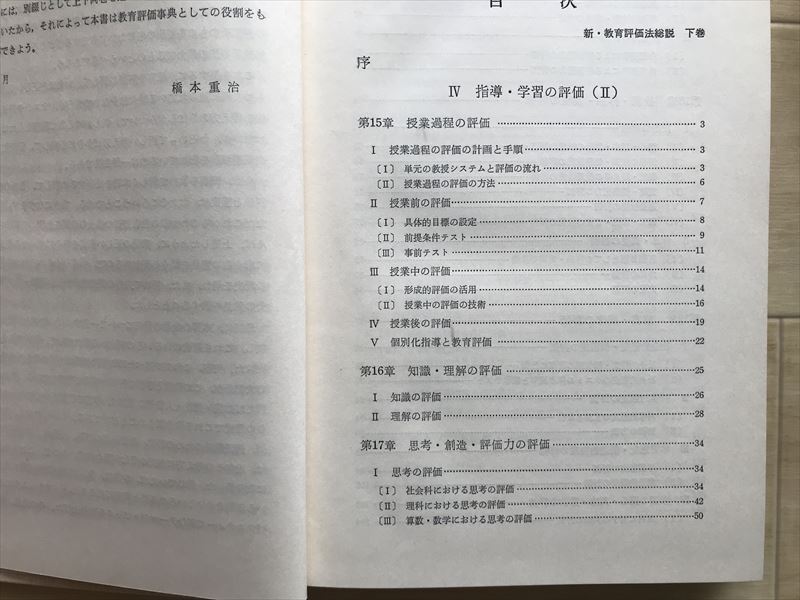 には，別綴じとして上下
いたから，それによって本書は教育評価事典としての役割をも
できよう。
月
橋本重治
目 次
新・教育評価法総説 下巻
序
Ⅳ 指導・学習の評価（Ⅱ）
第15章 授業過程の評価 ……… 3
Ⅰ 授業過程の評価の計画と手順……… 3
〔Ⅰ〕 単元の教授システムと評価の流れ……… 3
〔Ⅱ〕 授業過程の評価の方法……… 6
Ⅱ 授業前の評価……… 7
〔Ⅰ〕 具体的目標の設定……… 8
〔Ⅱ〕 前提条件テスト……… 9
〔Ⅲ〕 事前テスト………11
Ⅲ 授業中の評価………14
〔Ⅰ〕 形成的評価の活用………14
〔Ⅱ〕 授業中の評価の技術………16
Ⅳ 授業後の評価………19
Ⅴ 個別化指導と教育評価 ………22
第16章 知識・理解の評価 ………25
Ⅰ 知識の評価………26
Ⅱ 理解の評価………28
第17章 思考・創造・評価力の評価 ………34
Ⅰ 思考の評価………34
〔Ⅰ〕 社会科における思考の評価………34
〔Ⅱ〕 理科における思考の評価………42
〔Ⅲ〕 算数・数学における思考の評価………50